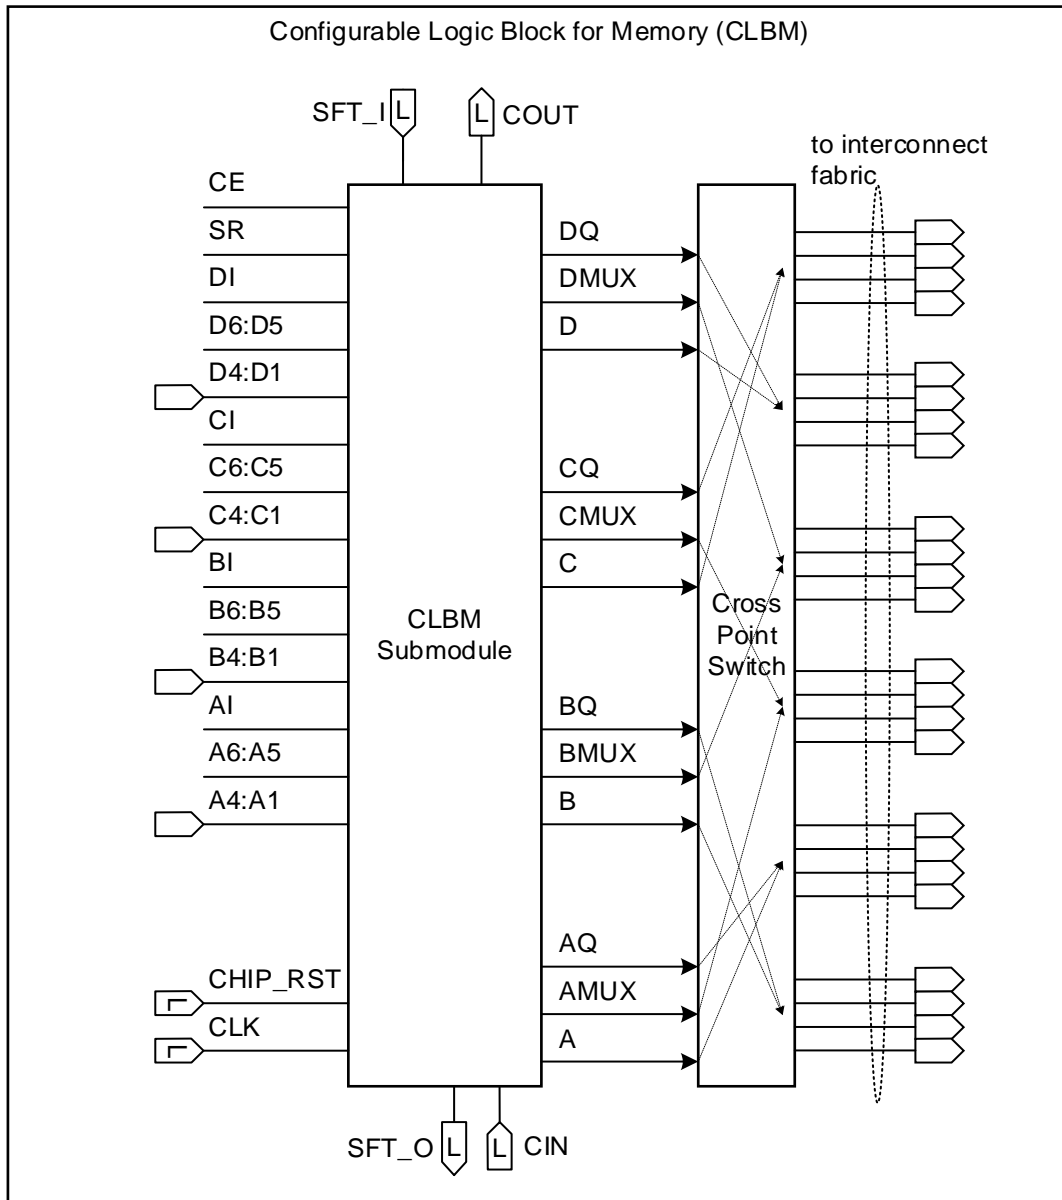 Configurable Logic Block for Memory (CLBM)
SFT_I L
L COUT
to interconnect
fabric
CE
SR
DI
D6:D5
D4:D1
CI
C6:C5
C4:C1
BI
B6:B5
B4:B1
AI
A6:A5
A4:A1
CHIP_RST
L
CLK
L
CLBM
Submodule
DQ
DMUX
D
CQ
CMUX
C
BQ
BMUX
B
AQ
AMUX
A
Cross
Point
Switch
SFT_O L
L CIN